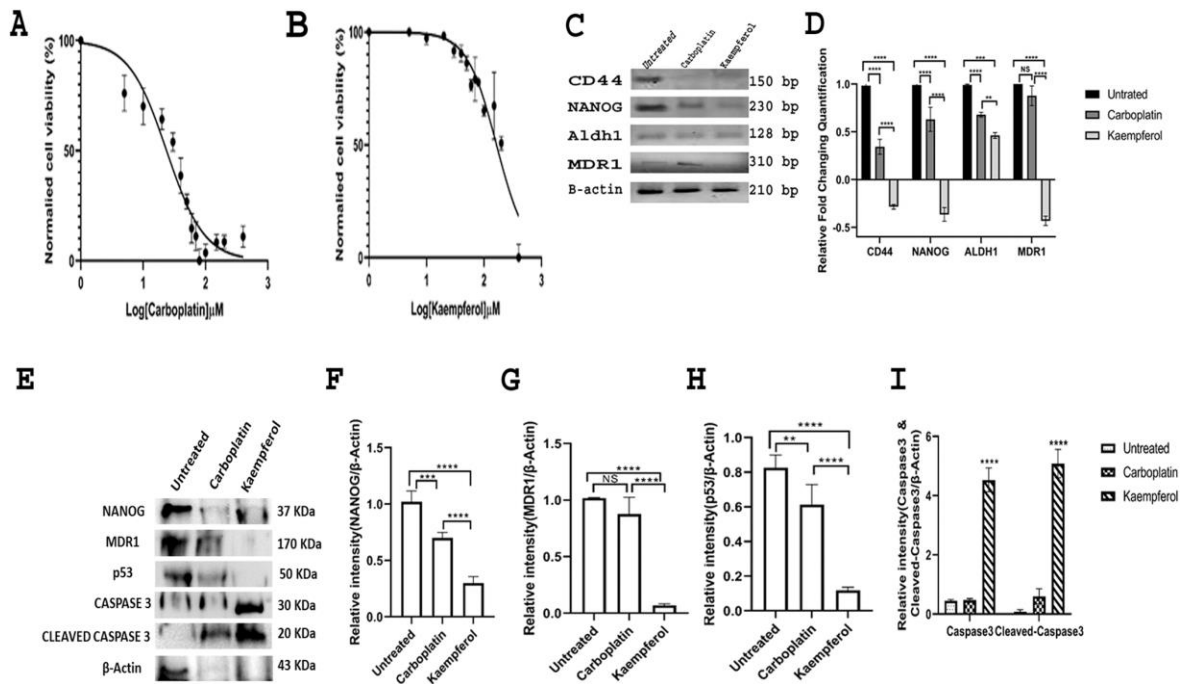 A
Normalied cell viability (%)
100
50
0
0 1 2 3
Log[Carboplatin]µM
B
Normalied cell viability (%)
100
50
0
0 1 2 3
Log[Kaempferol]µM
C
Untreated Carboplatin Kaempferol
CD44 150 bp
NANOG 230 bp
Aldh1 128 bp
MDR1 310 bp
B-actin 210 bp
D
Relative Fold Changing Quantification
1.0
0.5
0.0
-0.5
**** **** *** ****
**** **** **** NS ****
**** **** **
CD44 NANOG ALDH1 MDR1
Untrated
Carboplatin
Kaempferol
E
Untreated Carboplatin Kaempferol
NANOG 37 KDa
MDR1 170 KDa
p53 50 KDa
CASPASE 3 30 KDa
CLEAVED CASPASE 3 20 KDa
β-Actin 43 KDa
F
Relative intensity(NANOG/β-Actin)
1.5
1.0
0.5
0.0
****
***
****
Untreated
Carboplatin
Kaempferol
G
Relative intensity(MDR1/β-Actin)
1.5
1.0
0.5
0.0
****
NS ****
Untreated
Carboplatin
Kaempferol
H
Relative intensity(p53/β-Actin)
1.0
0.8
0.6
0.4
0.2
0.0
****
**
****
Untreated
Carboplatin
Kaempferol
I
Relative intensity(Caspase3 &
Cleaved-Caspase3/β-Actin)
6
4
2
0
**** ****
Caspase3 Cleaved-Caspase3
Untreated
Carboplatin
Kaempferol